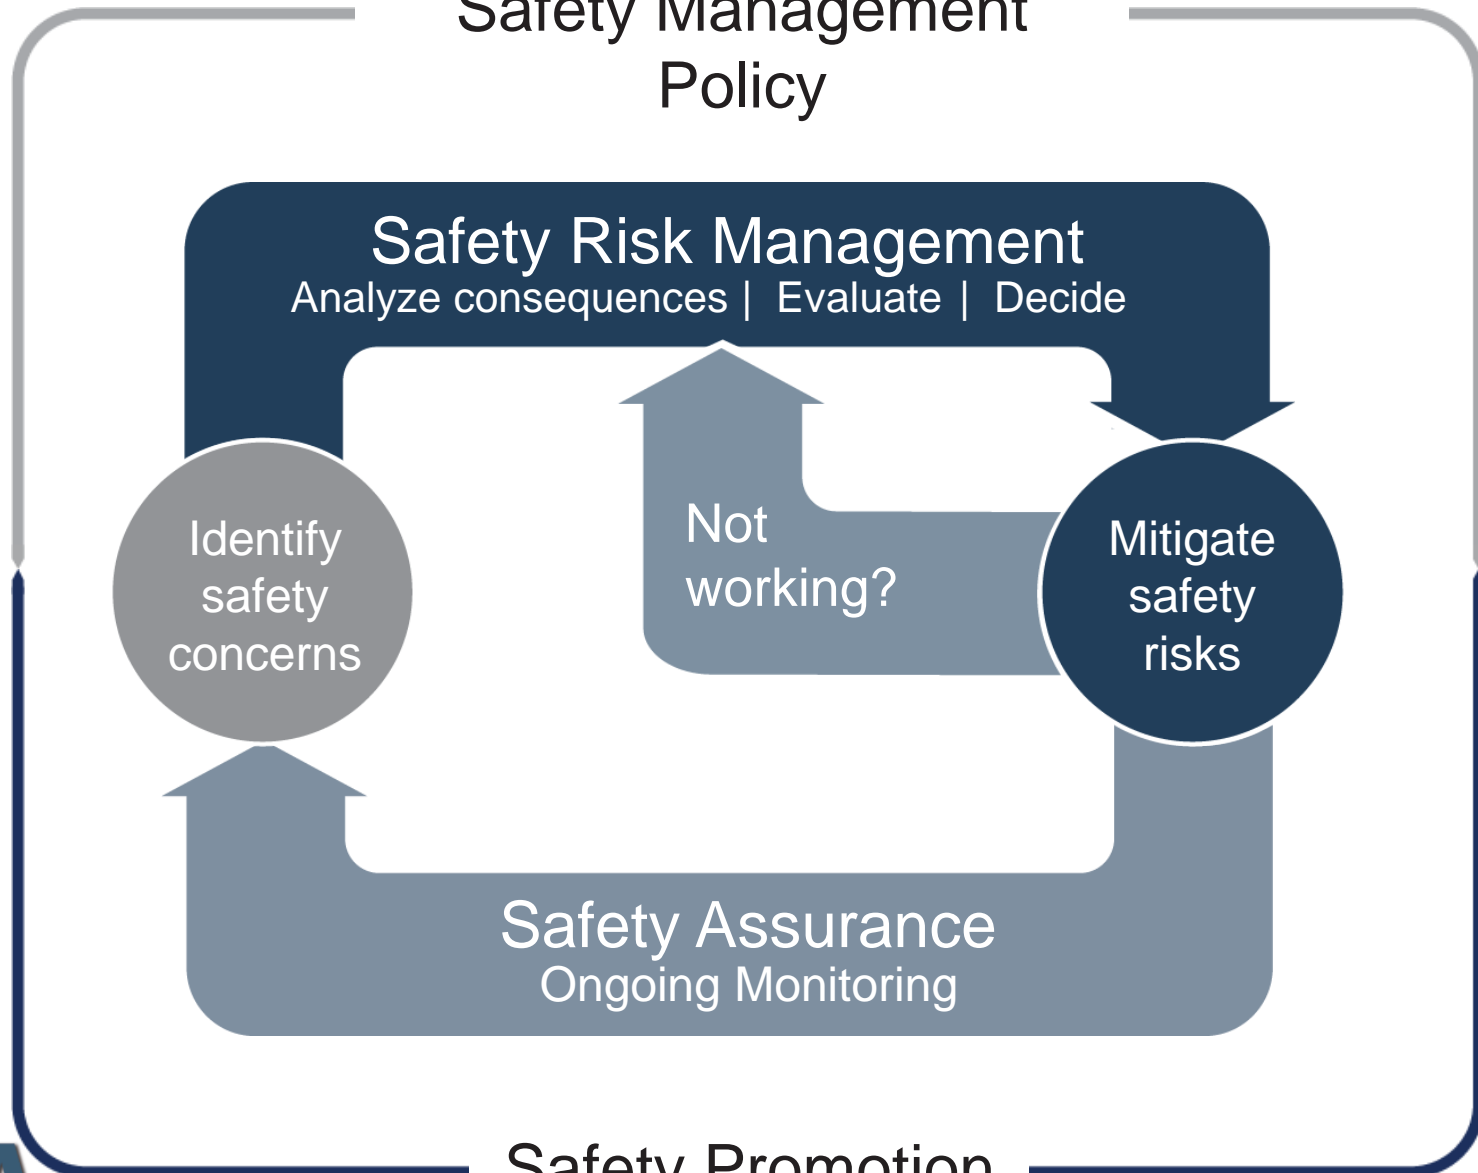 Safety Management
Policy
Safety Risk Management
Analyze consequences | Evaluate | Decide
Identify
safety
concerns
Not
working?
Mitigate
safety
risks
Safety Assurance
Ongoing Monitoring
Safety Promotion